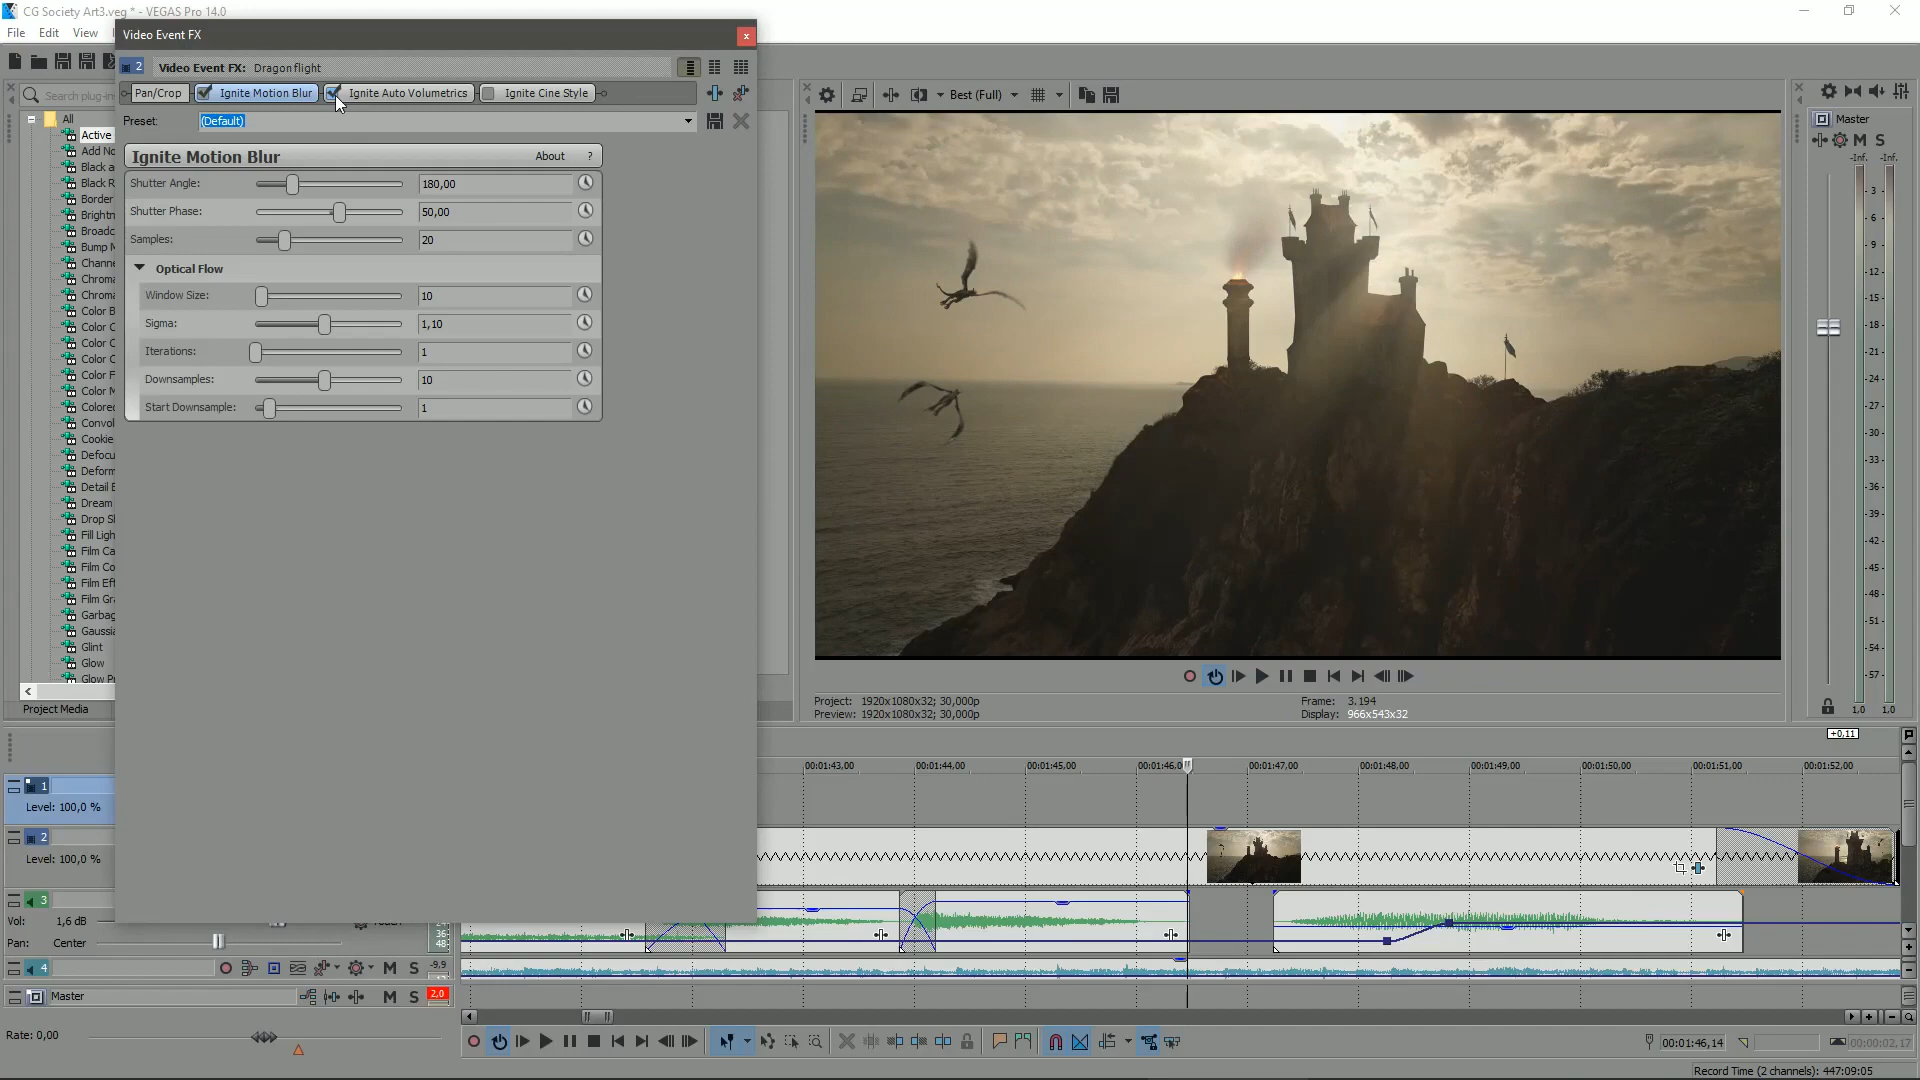 CG Society Art3.veg * - VEGAS Pro 14.0
File Edit View
Video Event FX
2 Video Event FX: Dragon flight
Pan/Crop Ignite Motion Blur Ignite Auto Volumetrics Ignite Cine Style
Preset: (Default)
Ignite Motion Blur About ?
Shutter Angle: 180,00
Shutter Phase: 50,00
Samples: 20
Optical Flow
Window Size: 10
Sigma: 1,10
Iterations: 1
Downsamples: 10
Start Downsample: 1
Search plug-ins
All
Active
Add No
Black a
Black R
Border
Brightn
Broadc
Bump M
Channe
Chroma
Chroma
Color B
Color C
Color C
Color C
Color F
Color M
Colored
Convol
Cookie
Defocu
Deform
Detail E
Dream
Drop Sh
Fill Ligh
Film Ca
Film Co
Film Eff
Film Gra
Garbag
Gaussia
Glint
Glow
Glow Pr
Project Media
Best (Full)
Project: 1920x1080x32; 30,000p
Preview: 1920x1080x32; 30,000p
Frame: 3.194
Display: 966x543x32
Master
M S
-Inf. -Inf.
3
6
9
12
15
18
21
24
27
30
33
36
39
42
45
48
51
54
57
1,0 1,0
+0,11
00:01:43,00 00:01:44,00 00:01:45,00 00:01:46,0 00:01:47,00 00:01:48,00 00:01:49,00 00:01:50,00 00:01:51,00 00:01:52,00
1
Level: 100,0 %
2
Level: 100,0 %
3
Vol: 1,6 dB
Pan: Center
36
48
4 M S -9,9
Master M S 2,0
Rate: 0,00
00:01:46,14 00:00:02,17
Record Time (2 channels): 447:09:05